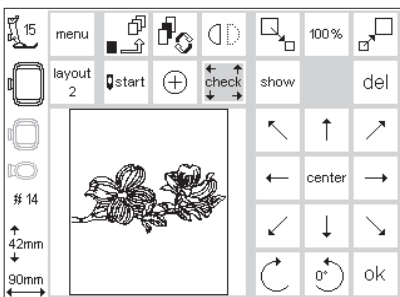 15
menu
100%
layout
2
start
check
show
del
# 14
42mm
90mm
center
0°
ok